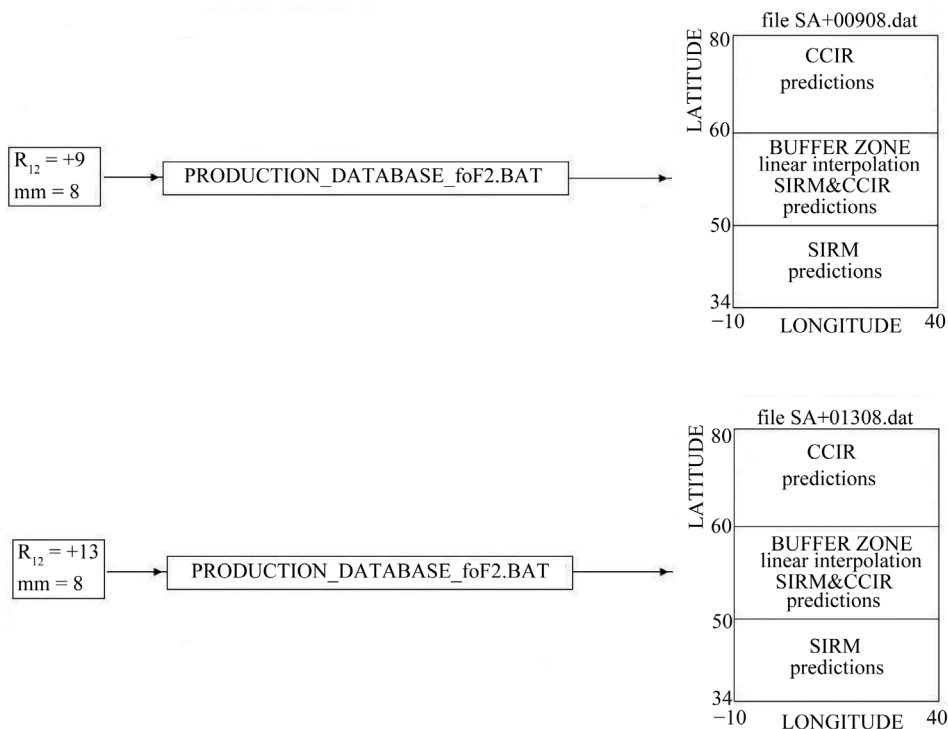 file SA+00908.dat
80
LATITUDE
CCIR
predictions
60
R12 = +9
mm = 8
PRODUCTION_DATABASE_foF2.BAT
BUFFER ZONE
linear interpolation
SIRM&CCIR
predictions
50
SIRM
predictions
34
−10
LONGITUDE
40
file SA+01308.dat
80
LATITUDE
CCIR
predictions
60
R12 = +13
mm = 8
PRODUCTION_DATABASE_foF2.BAT
BUFFER ZONE
linear interpolation
SIRM&CCIR
predictions
50
SIRM
predictions
34
−10
LONGITUDE
40